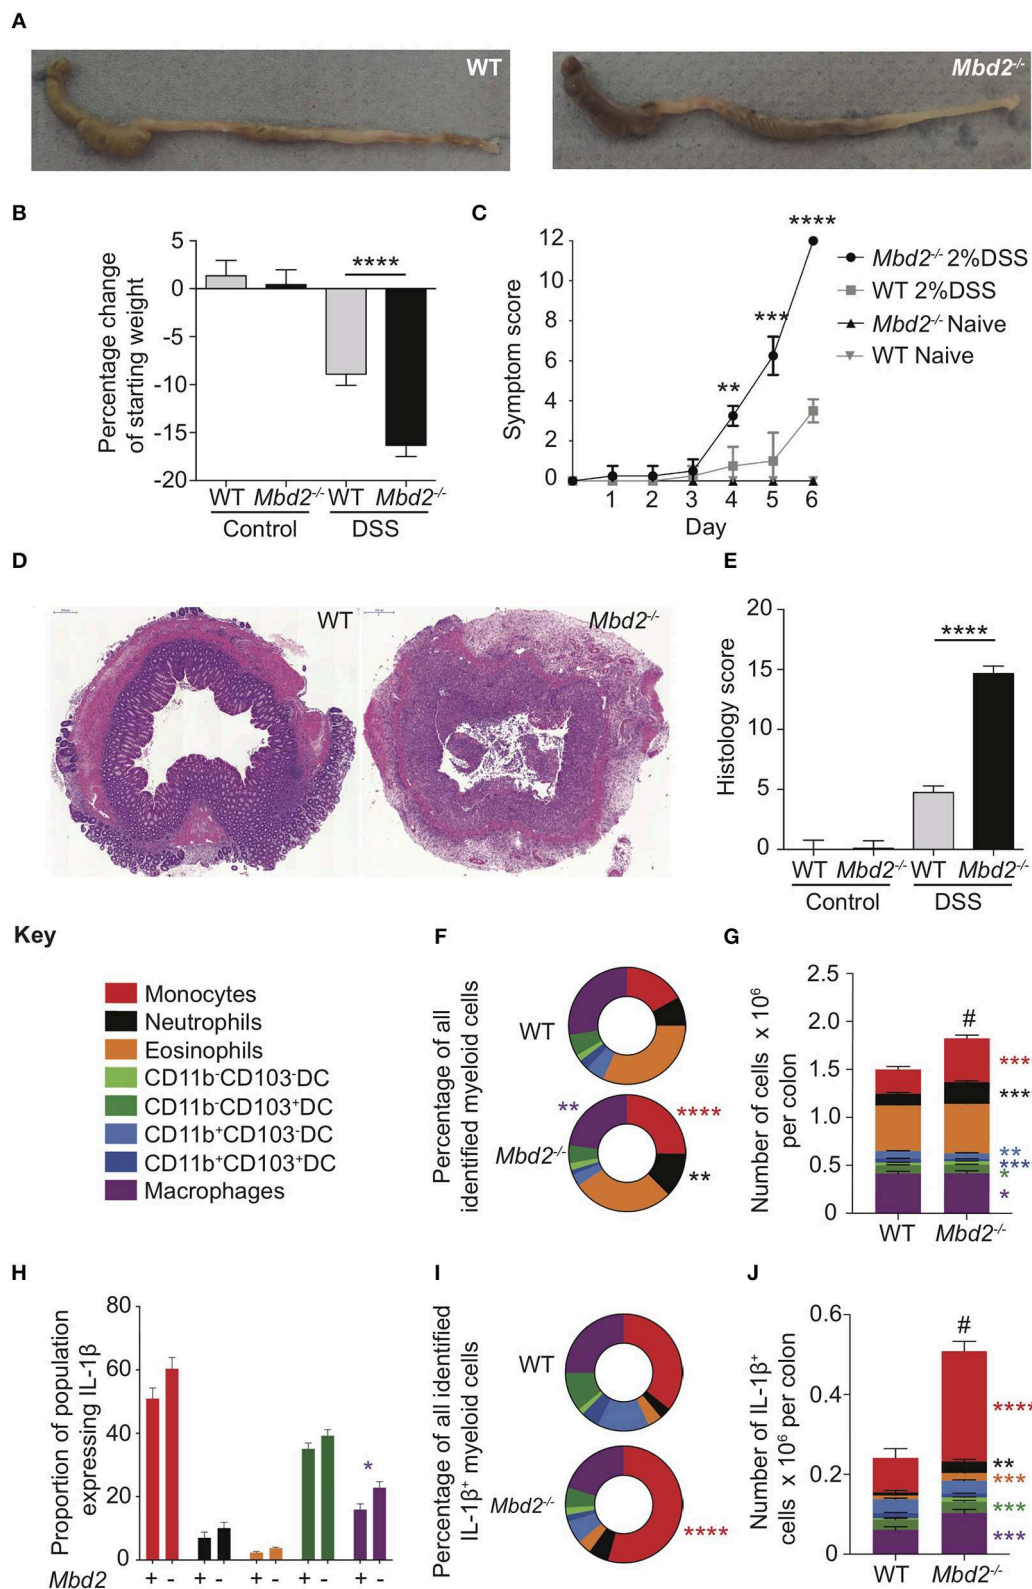 A
WT
Mbd2-/-
B
Percentage change
of starting weight
5
0
-5
-10
-15
-20
****
WT Mbd2-/- WT Mbd2-/-
Control DSS
C
Symptom score
12
10
8
6
4
2
0
**
***
****
1 2 3 4 5 6
Day
Mbd2-/- 2%DSS
WT 2%DSS
Mbd2-/- Naive
WT Naive
D
WT
Mbd2-/-
E
Histology score
20
15
10
5
0
****
WT Mbd2-/- WT Mbd2-/-
Control DSS
Key
Monocytes
Neutrophils
Eosinophils
CD11b-CD103-DC
CD11b-CD103+DC
CD11b+CD103-DC
CD11b+CD103+DC
Macrophages
F
Percentage of all
identified myeloid cells
WT
Mbd2-/-
**
****
**
G
Number of cells x 106
per colon
2.5
2.0
1.5
1.0
0.5
0
#
***
***
**
***
*
*
WT Mbd2-/-
H
Proportion of population
expressing IL-1β
80
60
40
20
0
*
Mbd2 + - + - + - + - + -
I
Percentage of all identified
IL-1β+ myeloid cells
WT
Mbd2-/-
****
J
Number of IL-1β+
cells x 106 per colon
0.6
0.4
0.2
0
#
****
**
***
***
***
WT Mbd2-/-